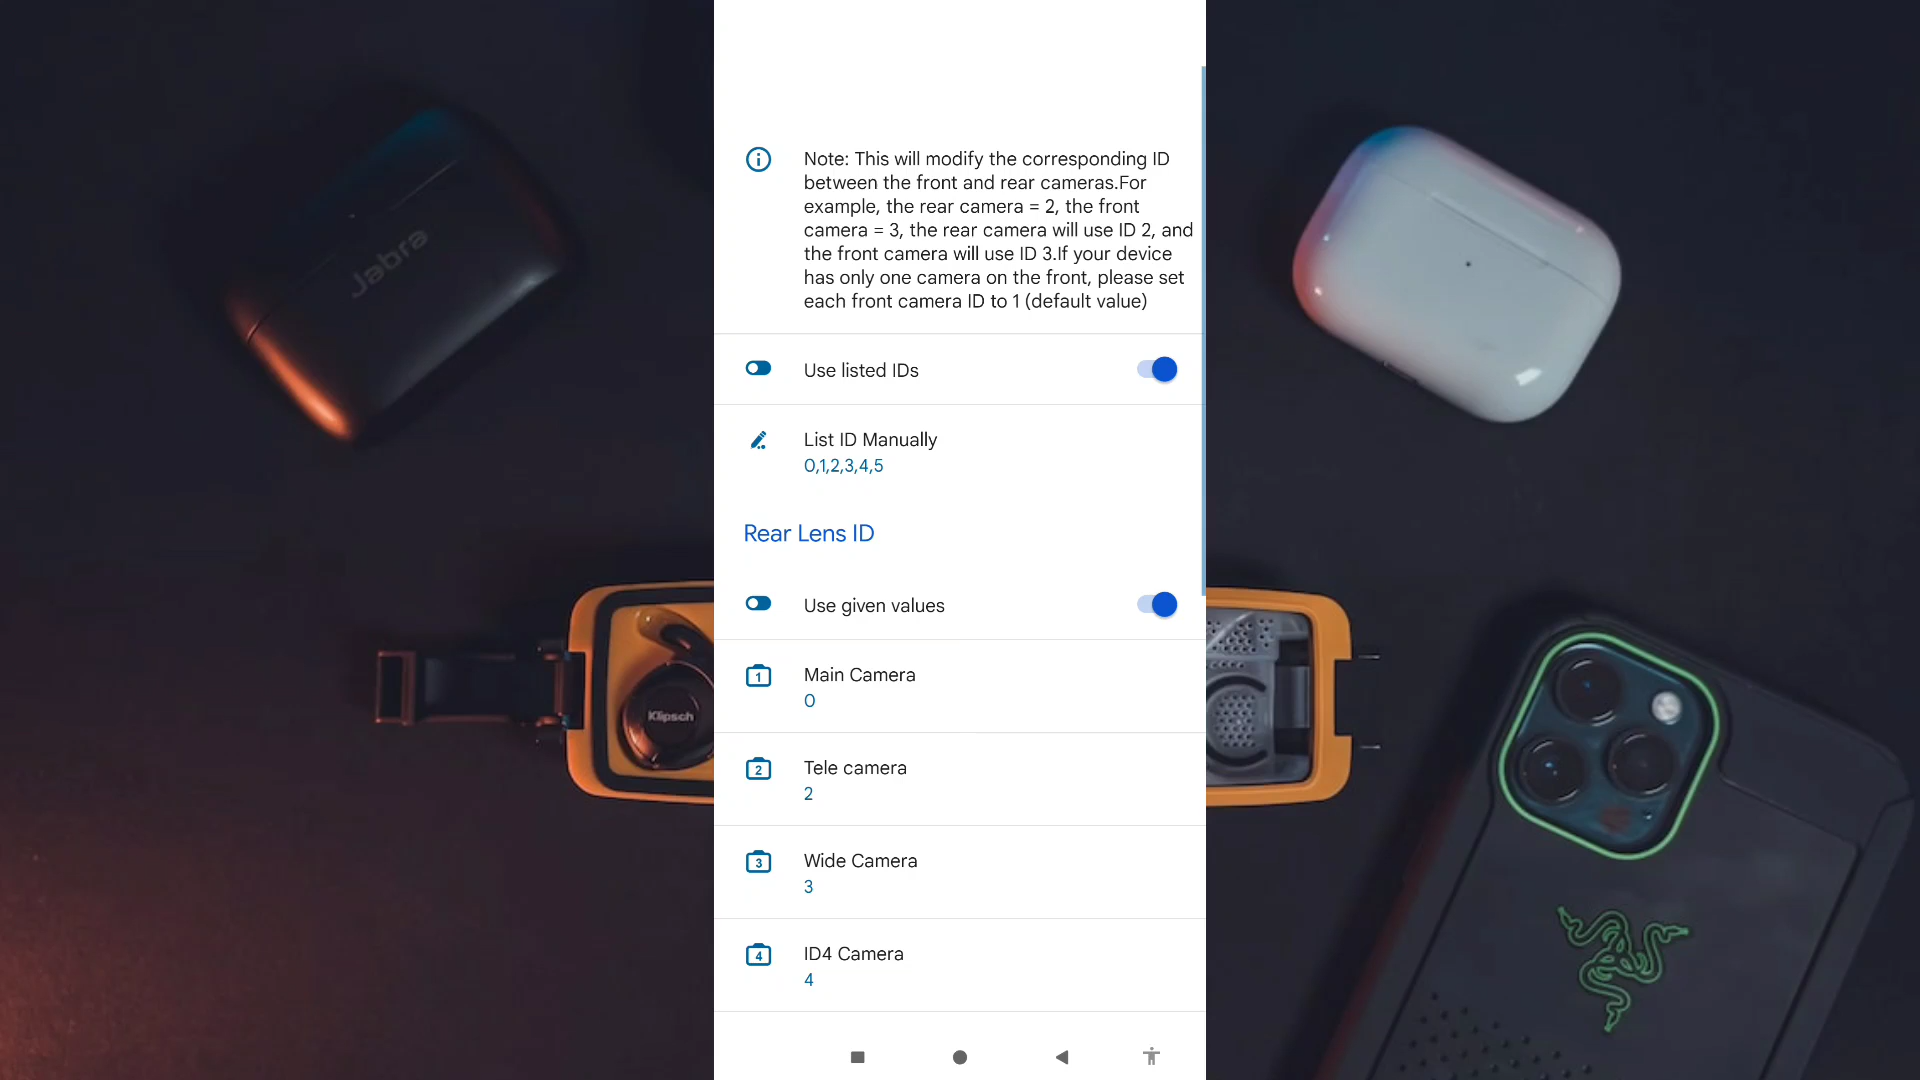 Note: This will modify the corresponding ID
between the front and rear cameras.For
example, the rear camera = 2, the front
camera = 3, the rear camera will use ID 2, and
the front camera will use ID 3.If your device
has only one camera on the front, please set
each front camera ID to 1 (default value)
Use listed IDs
List ID Manually
0,1,2,3,4,5
Rear Lens ID
Use given values
1 Main Camera
0
2 Tele camera
2
3 Wide Camera
3
4 ID4 Camera
4
Jabra
Klipsch